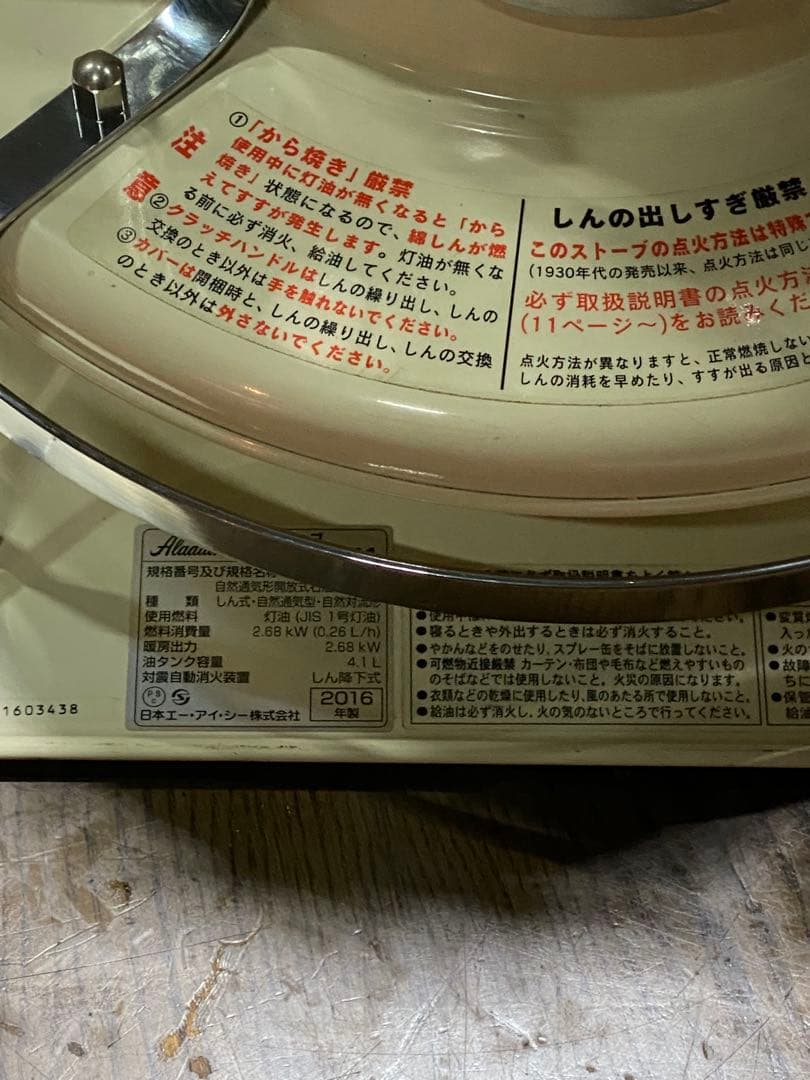 注意
①「から焼き」厳禁
使用中に灯油が無くなると「から
焼き」状態になるので、綿しんが燃
えてすすが発生します。灯油が無くな
る前に必ず消火、給油してください。
②クラッチハンドルはしんの繰り出し、しんの
交換のとき以外は手を触れないでください。
③カバーは開梱時と、しんの繰り出し、しんの交換
のとき以外は外さないでください。
しんの出しすぎ厳禁
このストーブの点火方法は特殊
(1930年代の発売以来、点火方法は同じ
必ず取扱説明書の点火方
(11ページ〜)をお読みくだ
点火方法が異なりますと、正常燃焼しない
しんの消耗を早めたり、すすが出る原因と
規格番号及び規格名
自然通気形開放式石
種類 しん式・自然通気型・自然対流形
使用燃料 灯油 (JIS 1号灯油)
燃料消費量 2.68 kW (0.26 L/h)
暖房出力 2.68 kW
油タンク容量 4.1 L
対震自動消火装置 しん降下式
PSC
2016
年製
日本エー・アイ・シー株式会社
1603438
●寝るときや外出するときは必ず消火すること。
●やかんなどをのせたり、スプレー缶をそばに放置しないこと。
●可燃物近接厳禁 カーテン・布団や毛布など燃えやすいもの
のそばなどでは使用しないこと。火災の原因になります。
●衣類などの乾燥に使用したり、風のあたる所で使用しないこと。
●給油は必ず消火し、火の気のないところで行ってください。
●変質
入っ
●火の
●故障
ちに
●保管
給油